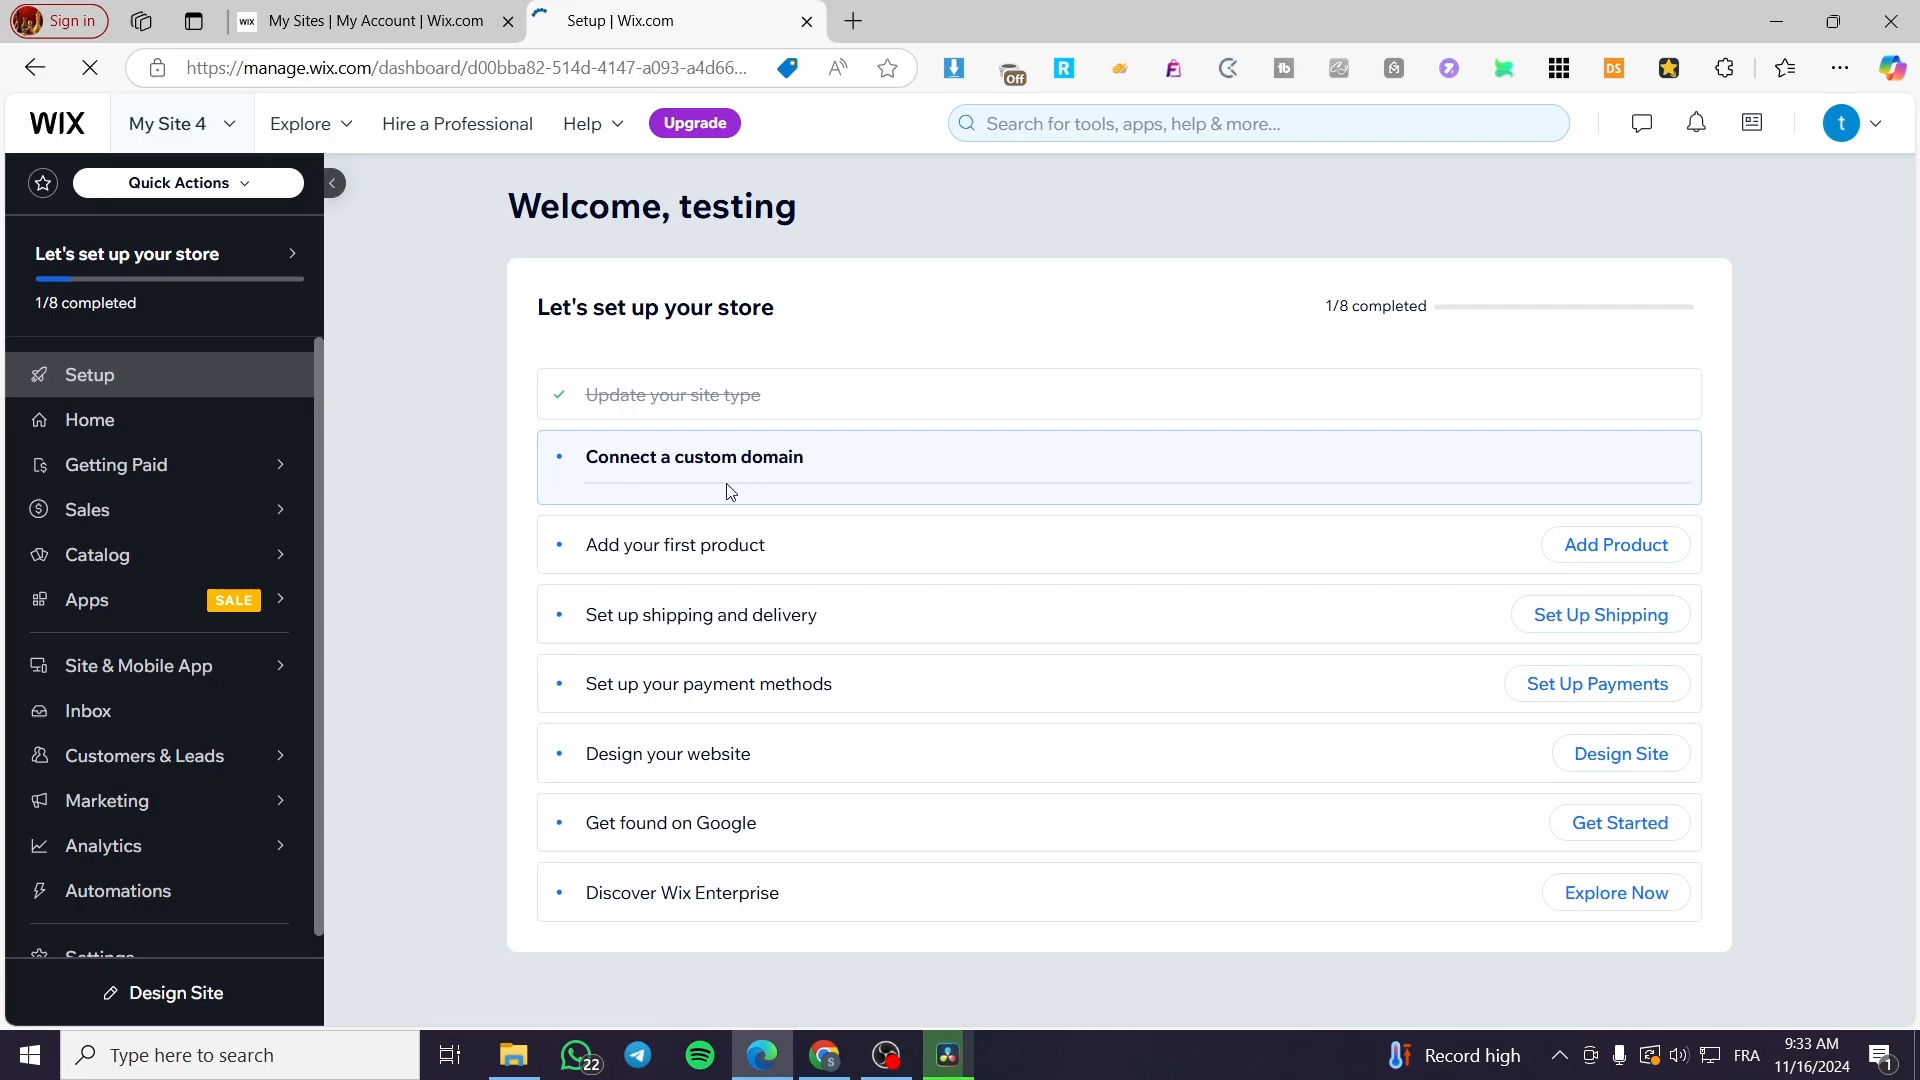 Sign in
WIX My Sites | My Account | Wix.com
Setup | Wix.com
https://manage.wix.com/dashboard/d00bba82-514d-4147-a093-a4d66...
Off
DS
WIX
My Site 4
Explore
Hire a Professional
Help
Upgrade
Search for tools, apps, help & more...
t
Quick Actions
Let's set up your store
1/8 completed
Setup
Home
Getting Paid
Sales
Catalog
Apps SALE
Site & Mobile App
Inbox
Customers & Leads
Marketing
Analytics
Automations
Settings
Design Site
Welcome, testing
Let's set up your store
1/8 completed
Update your site type
Connect a custom domain
Add your first product
Add Product
Set up shipping and delivery
Set Up Shipping
Set up your payment methods
Set Up Payments
Design your website
Design Site
Get found on Google
Get Started
Discover Wix Enterprise
Explore Now
Type here to search
22
S
Record high
FRA
9:33 AM
11/16/2024
1